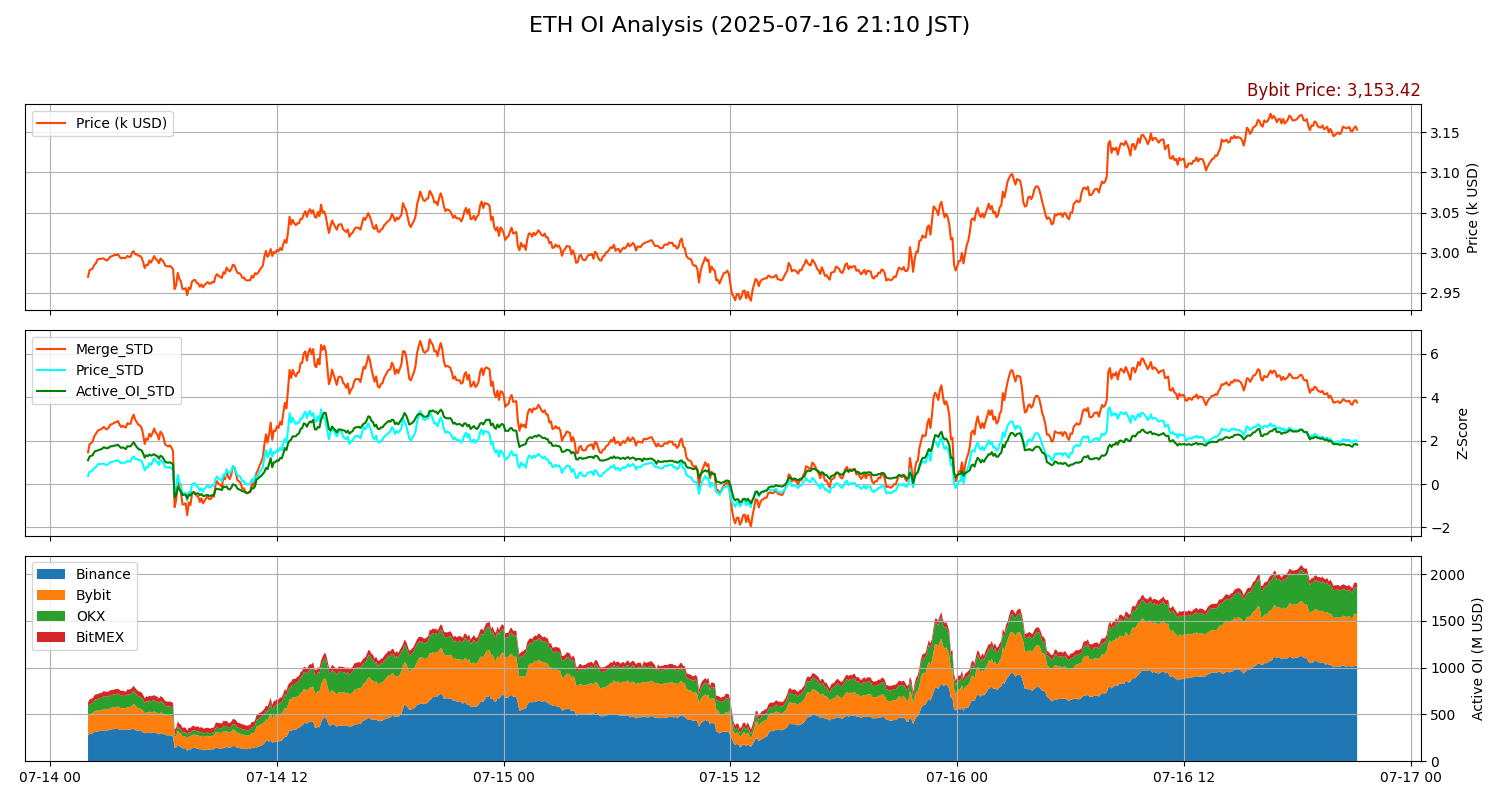 ETH OI Analysis (2025-07-16 21:10 JST)
Bybit Price: 3,153.42
Price (k USD)
3.15
3.10
3.05
3.00
2.95
Price (k USD)
Merge_STD
Price_STD
Active_OI_STD
6
4
2
0
−2
Z-Score
Binance
Bybit
OKX
BitMEX
2000
1500
1000
500
0
Active OI (M USD)
07-14 00
07-14 12
07-15 00
07-15 12
07-16 00
07-16 12
07-17 00